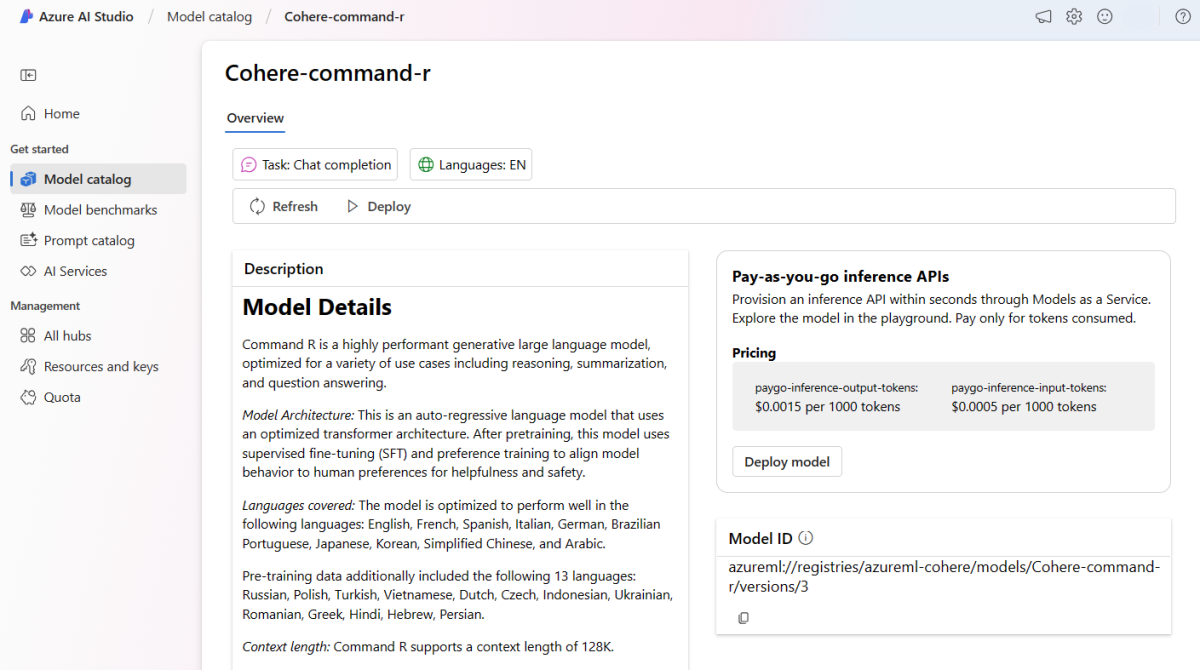 Azure AI Studio / Model catalog / Cohere-command-r
Home
Get started
Model catalog
Model benchmarks
Prompt catalog
AI Services
Management
All hubs
Resources and keys
Quota
Cohere-command-r
Overview
Task: Chat completion
Languages: EN
Refresh
Deploy
Description
Model Details
Command R is a highly performant generative large language model,
optimized for a variety of use cases including reasoning, summarization,
and question answering.
Model Architecture: This is an auto-regressive language model that uses
an optimized transformer architecture. After pretraining, this model uses
supervised fine-tuning (SFT) and preference training to align model
behavior to human preferences for helpfulness and safety.
Languages covered: The model is optimized to perform well in the
following languages: English, French, Spanish, Italian, German, Brazilian
Portuguese, Japanese, Korean, Simplified Chinese, and Arabic.
Pre-training data additionally included the following 13 languages:
Russian, Polish, Turkish, Vietnamese, Dutch, Czech, Indonesian, Ukrainian,
Romanian, Greek, Hindi, Hebrew, Persian.
Context length: Command R supports a context length of 128K.
Pay-as-you-go inference APIs
Provision an inference API within seconds through Models as a Service.
Explore the model in the playground. Pay only for tokens consumed.
Pricing
paygo-inference-output-tokens:
$0.0015 per 1000 tokens
paygo-inference-input-tokens:
$0.0005 per 1000 tokens
Deploy model
Model ID
azureml://registries/azureml-cohere/models/Cohere-command-
r/versions/3